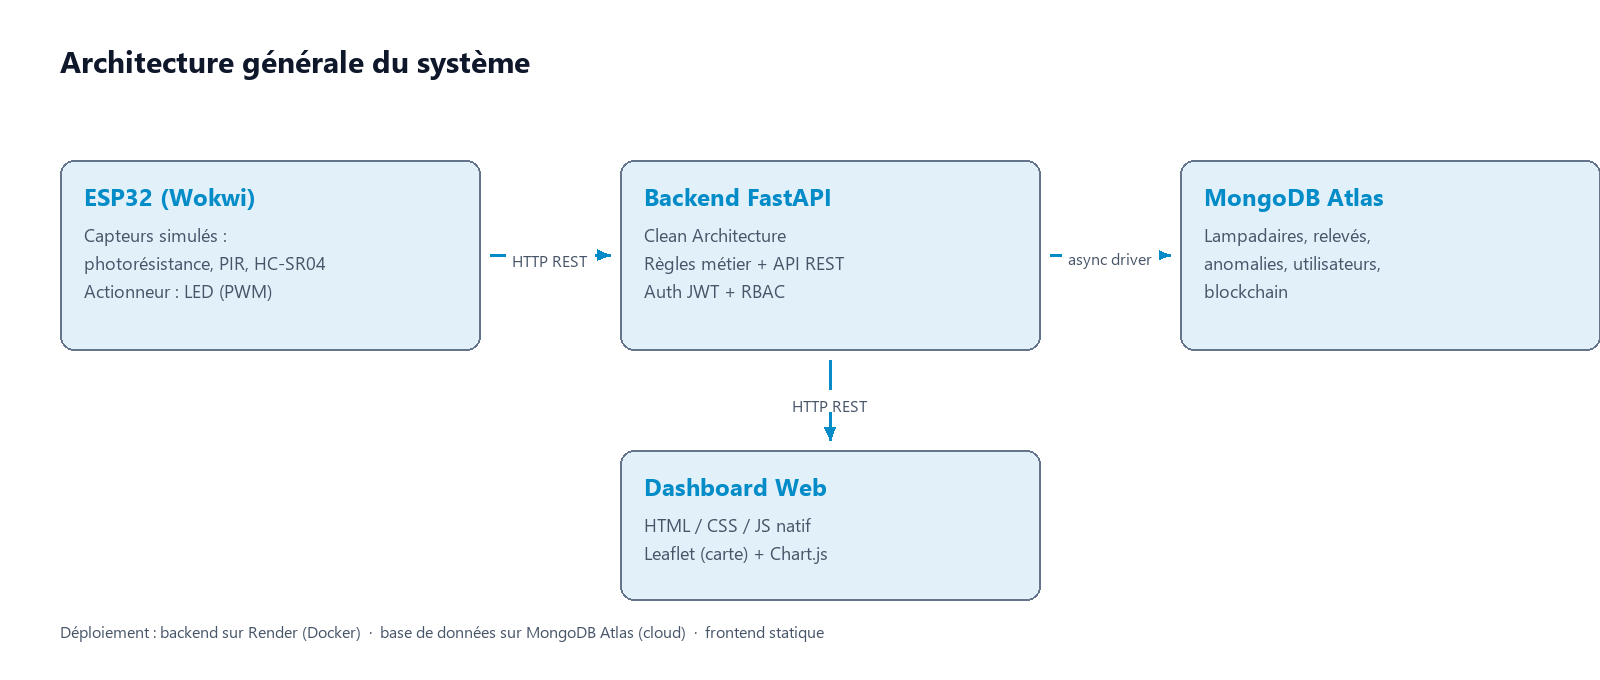 Architecture générale du système
ESP32 (Wokwi)
Capteurs simulés :
photorésistance, PIR, HC-SR04
Actionneur : LED (PWM)
HTTP REST
Backend FastAPI
Clean Architecture
Règles métier + API REST
Auth JWT + RBAC
async driver
MongoDB Atlas
Lampadaires, relevés,
anomalies, utilisateurs,
blockchain
HTTP REST
Dashboard Web
HTML / CSS / JS natif
Leaflet (carte) + Chart.js
Déploiement : backend sur Render (Docker) · base de données sur MongoDB Atlas (cloud) · frontend statique